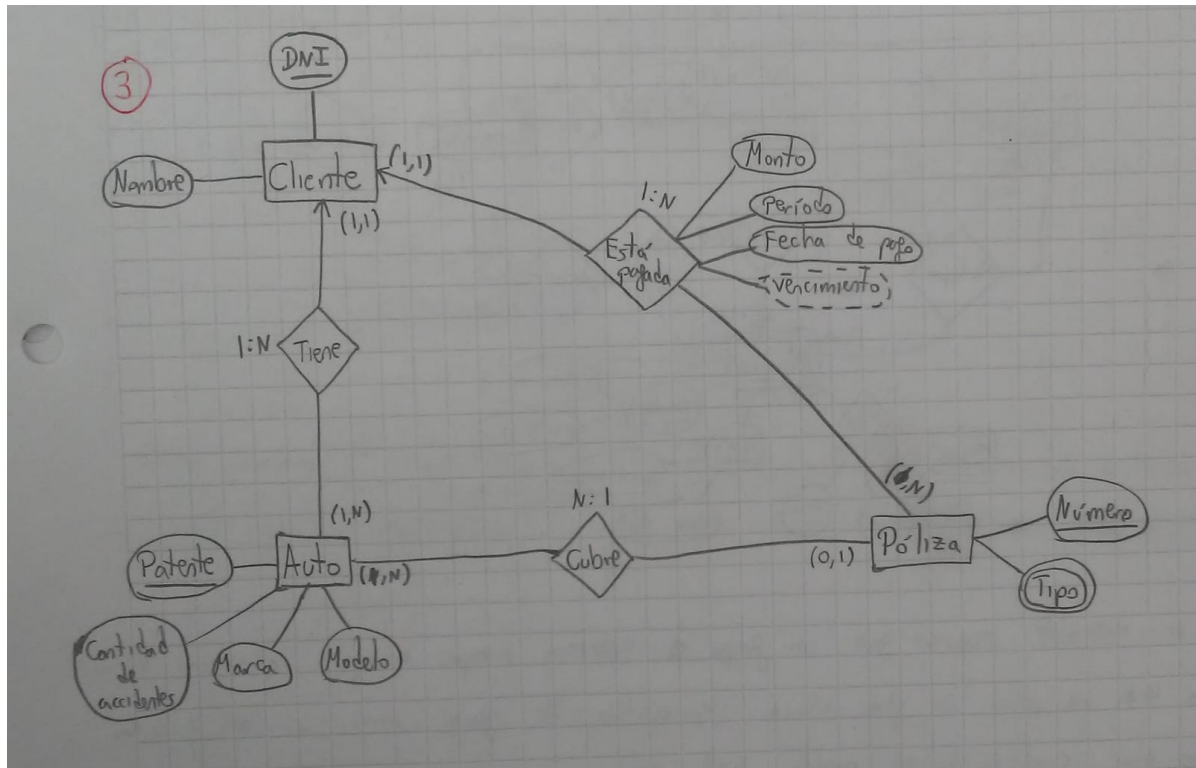 3
DNI
Nombre
Cliente
(1,1)
(1,1)
1:N
Tiene
1:N
Está
pagada
Monto
Período
Fecha de pago
Vencimiento
(1,N)
Patente
Auto
(1,N)
Cantidad
de
accidentes
Marca
Modelo
N:1
Cubre
(0,1)
Póliza
,N)
Número
Tipo